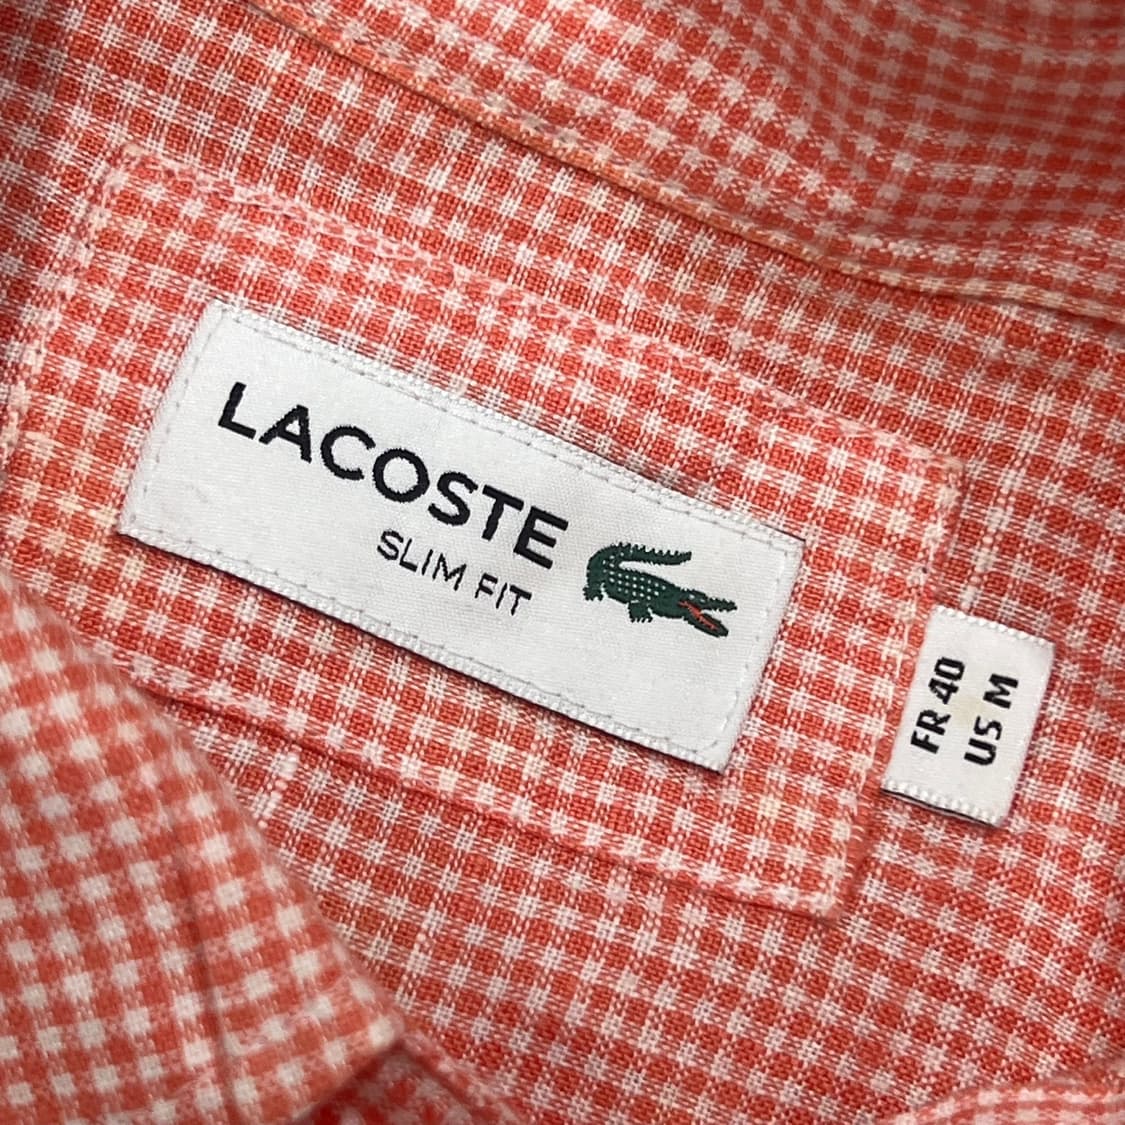 LACOSTE
SLIM FIT
FR 40
US M